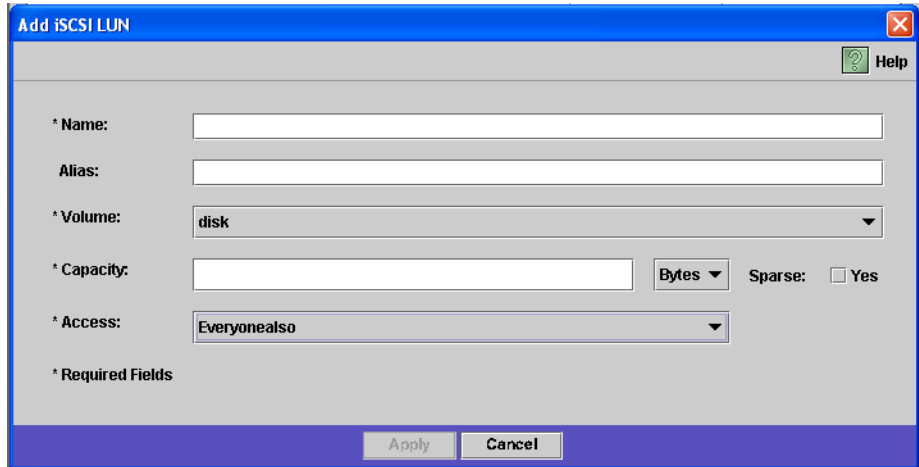 Add iSCSI LUN
Help
* Name:
Alias:
* Volume: disk
* Capacity: Bytes Sparse: Yes
* Access: Everyonealso
* Required Fields
Apply Cancel